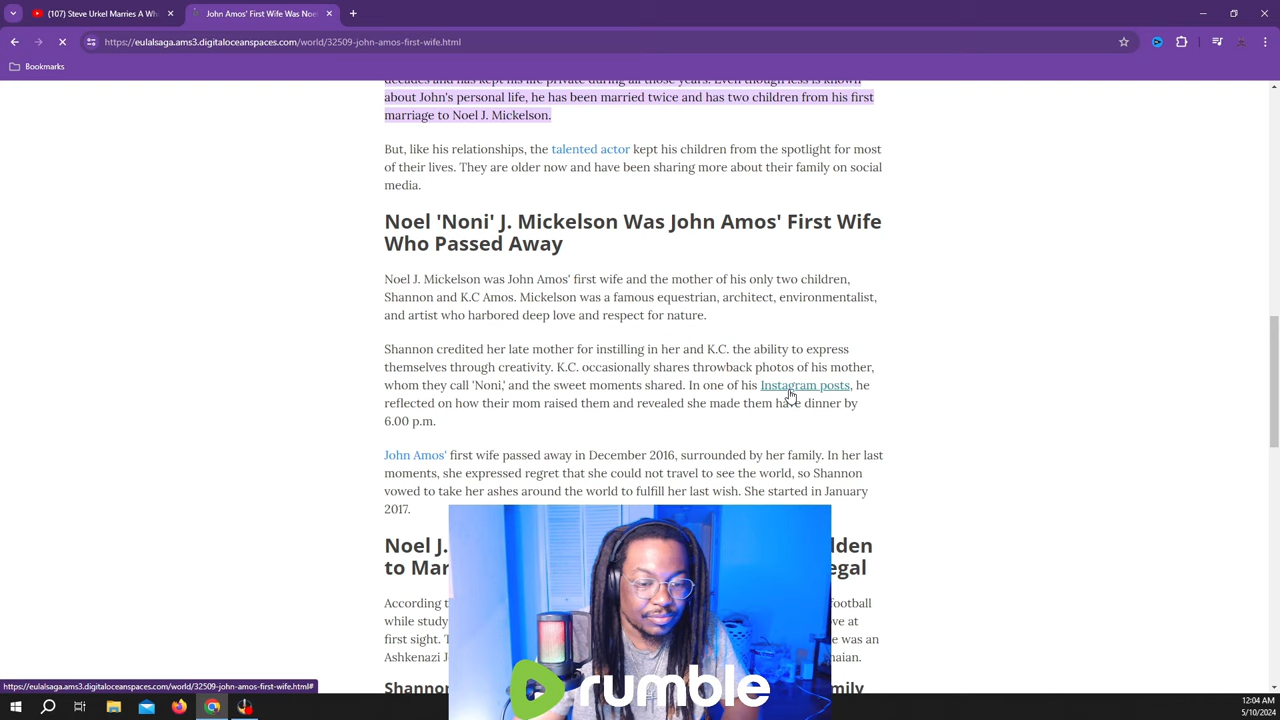 (107) Steve Urkel Marries A Wh
John Amos' First Wife Was Noel
https://eulalsaga.ams3.digitaloceanspaces.com/world/32509-john-amos-first-wife.html
Bookmarks
decades and has kept his life private during all those years. Even though less is known
about John's personal life, he has been married twice and has two children from his first
marriage to Noel J. Mickelson.
But, like his relationships, the talented actor kept his children from the spotlight for most
of their lives. They are older now and have been sharing more about their family on social
media.
Noel 'Noni' J. Mickelson Was John Amos' First Wife
Who Passed Away
Noel J. Mickelson was John Amos' first wife and the mother of his only two children,
Shannon and K.C Amos. Mickelson was a famous equestrian, architect, environmentalist,
and artist who harbored deep love and respect for nature.
Shannon credited her late mother for instilling in her and K.C. the ability to express
themselves through creativity. K.C. occasionally shares throwback photos of his mother,
whom they call 'Noni,' and the sweet moments shared. In one of his Instagram posts, he
reflected on how their mom raised them and revealed she made them have dinner by
6.00 p.m.
John Amos' first wife passed away in December 2016, surrounded by her family. In her last
moments, she expressed regret that she could not travel to see the world, so Shannon
vowed to take her ashes around the world to fulfill her last wish. She started in January
2017.
Noel J. dden
to Mar egal
According t football
while study ve at
first sight. T e was an
Ashkenazi J naian.
Shannon mily
rumble
https://eulalsaga.ams3.digitaloceanspaces.com/world/32509-john-amos-first-wife.html#
12:04 AM
5/10/2024